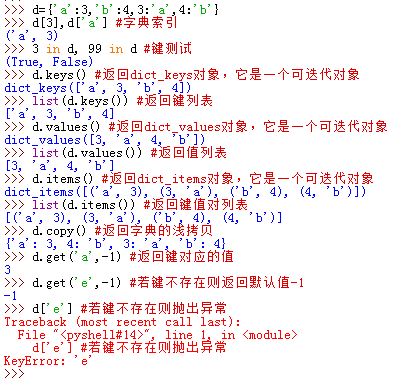 >>> d={'a':3,'b':4,3:'a',4:'b'}
>>> d[3],d['a'] #字典索引
('a', 3)
>>> 3 in d, 99 in d #键测试
(True, False)
>>> d.keys() #返回dict_keys对象，它是一个可迭代对象
dict_keys(['a', 3, 'b', 4])
>>> list(d.keys()) #返回键列表
['a', 3, 'b', 4]
>>> d.values() #返回dict_values对象，它是一个可迭代对象
dict_values([3, 'a', 4, 'b'])
>>> list(d.values()) #返回值列表
[3, 'a', 4, 'b']
>>> d.items() #返回dict_items对象，它是一个可迭代对象
dict_items([('a', 3), (3, 'a'), ('b', 4), (4, 'b')])
>>> list(d.items()) #返回键值对列表
[('a', 3), (3, 'a'), ('b', 4), (4, 'b')]
>>> d.copy() #返回字典的浅拷贝
{'a': 3, 4: 'b', 3: 'a', 'b': 4}
>>> d.get('a',-1) #返回键对应的值
3
>>> d.get('e',-1) #若键不存在则返回默认值-1
-1
>>> d['e'] #若键不存在则抛出异常
Traceback (most recent call last):
  File "<pyshell#14>", line 1, in <module>
    d['e'] #若键不存在则抛出异常
KeyError: 'e'
>>>